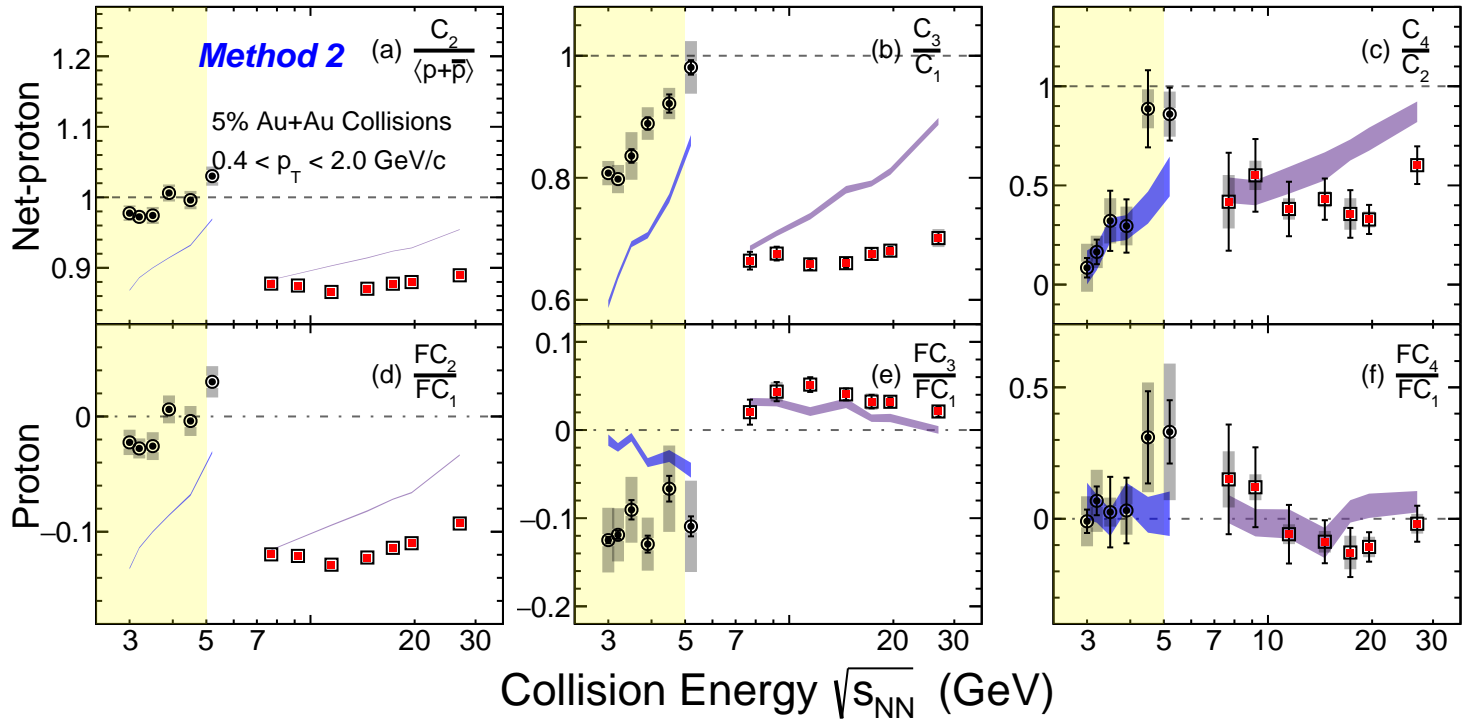 Net-proton
Proton
Method 2
(a) C2/⟨p+p̅⟩
5% Au+Au Collisions
0.4 < pT < 2.0 GeV/c
1.2
1.1
1
0.9
(b) C3/C1
1
0.8
0.6
(c) C4/C2
1
0.5
0
(d) FC2/FC1
0
−0.1
3 5 7 20 30
(e) FC3/FC1
0.1
0
−0.1
−0.2
3 5 7 20 30
(f) FC4/FC1
0.5
0
3 5 7 10 20 30
Collision Energy √sNN (GeV)